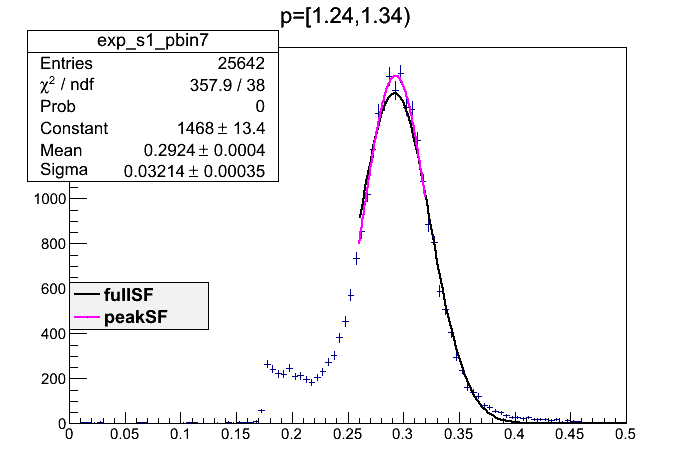 p=[1.24,1.34)
exp_s1_pbin7
Entries 25642
χ² / ndf 357.9 / 38
Prob 0
Constant 1468 ± 13.4
Mean 0.2924 ± 0.0004
Sigma 0.03214 ± 0.00035
1000
800
600
fullSF
peakSF
400
200
0
0 0.05 0.1 0.15 0.2 0.25 0.3 0.35 0.4 0.45 0.5